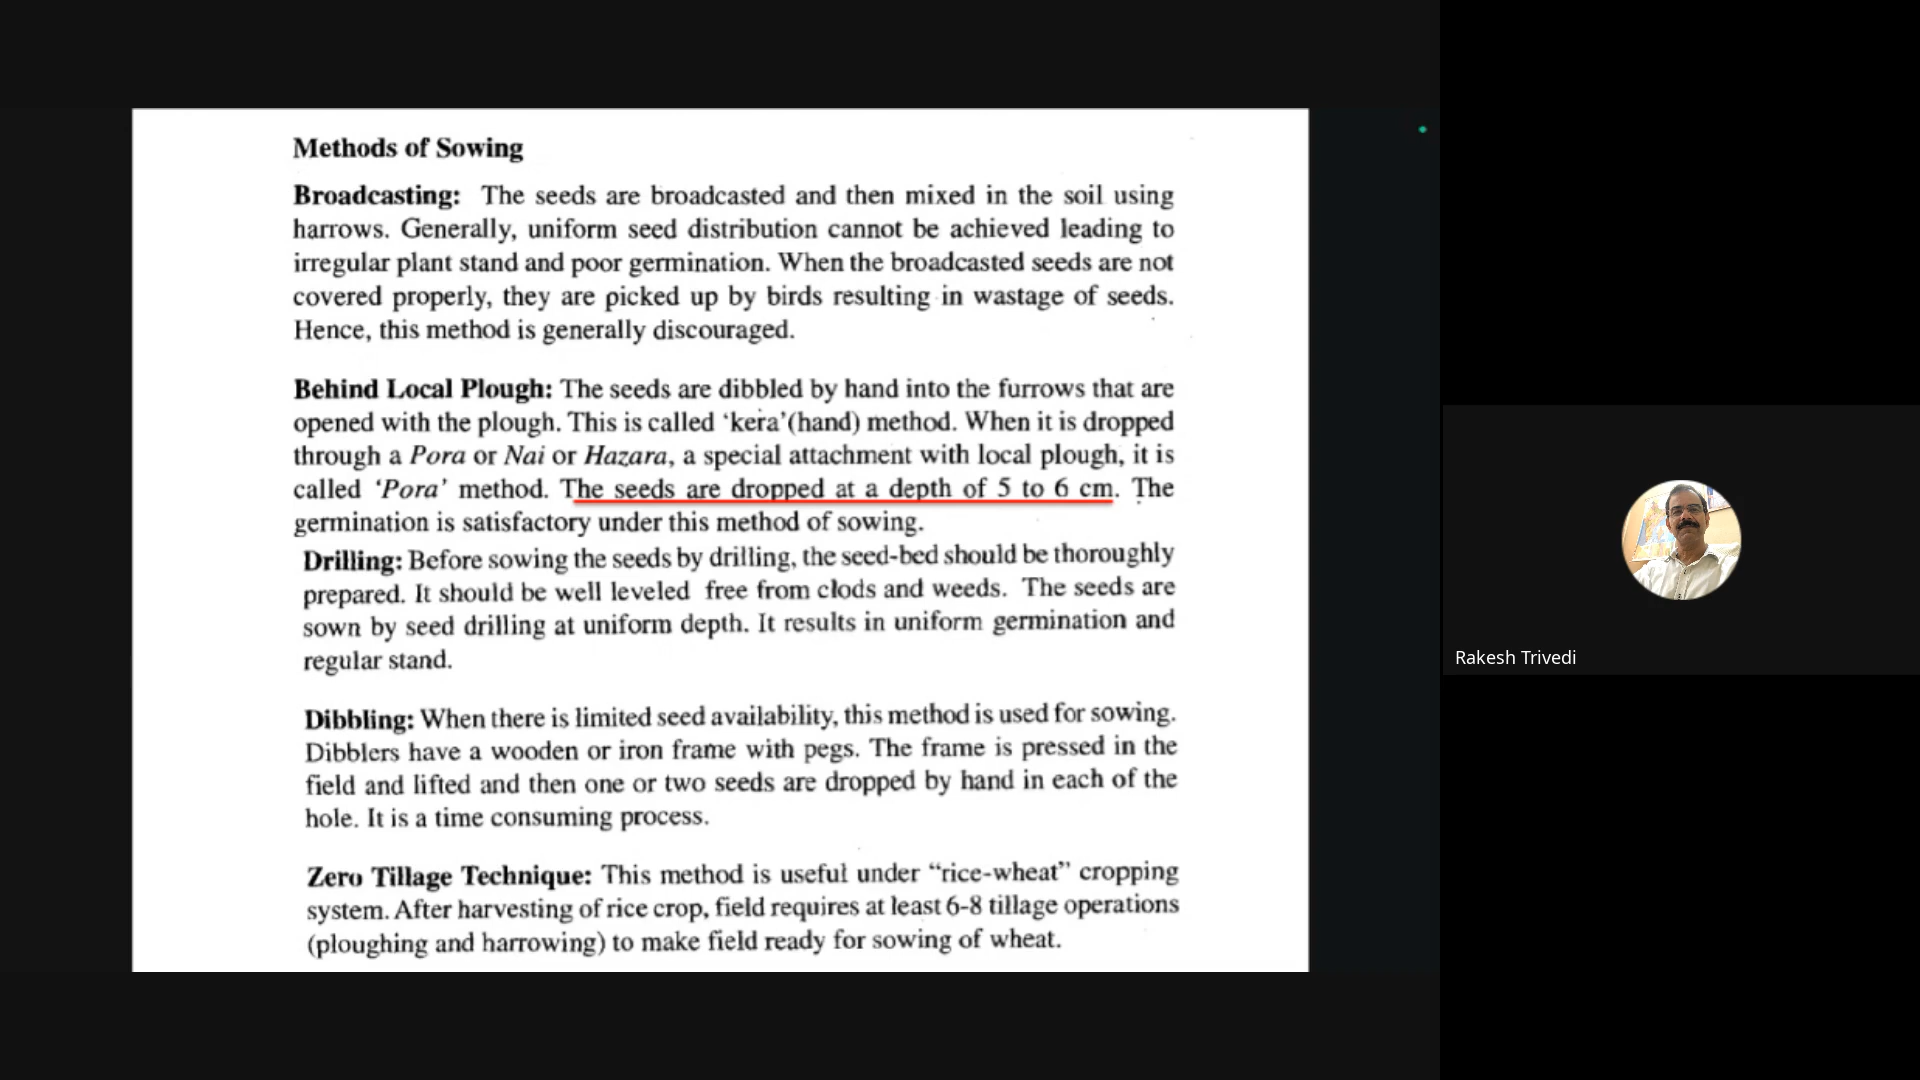 Methods of Sowing
Broadcasting: The seeds are broadcasted and then mixed in the soil using
harrows. Generally, uniform seed distribution cannot be achieved leading to
irregular plant stand and poor germination. When the broadcasted seeds are not
covered properly, they are picked up by birds resulting in wastage of seeds.
Hence, this method is generally discouraged.
Behind Local Plough: The seeds are dibbled by hand into the furrows that are
opened with the plough. This is called ‘kera’(hand) method. When it is dropped
through a Pora or Nai or Hazara, a special attachment with local plough, it is
called ‘Pora’ method. The seeds are dropped at a depth of 5 to 6 cm. The
germination is satisfactory under this method of sowing.
Drilling: Before sowing the seeds by drilling, the seed-bed should be thoroughly
prepared. It should be well leveled free from clods and weeds. The seeds are
sown by seed drilling at uniform depth. It results in uniform germination and
regular stand.
Dibbling: When there is limited seed availability, this method is used for sowing.
Dibblers have a wooden or iron frame with pegs. The frame is pressed in the
field and lifted and then one or two seeds are dropped by hand in each of the
hole. It is a time consuming process.
Zero Tillage Technique: This method is useful under “rice-wheat” cropping
system. After harvesting of rice crop, field requires at least 6-8 tillage operations
(ploughing and harrowing) to make field ready for sowing of wheat.
Rakesh Trivedi